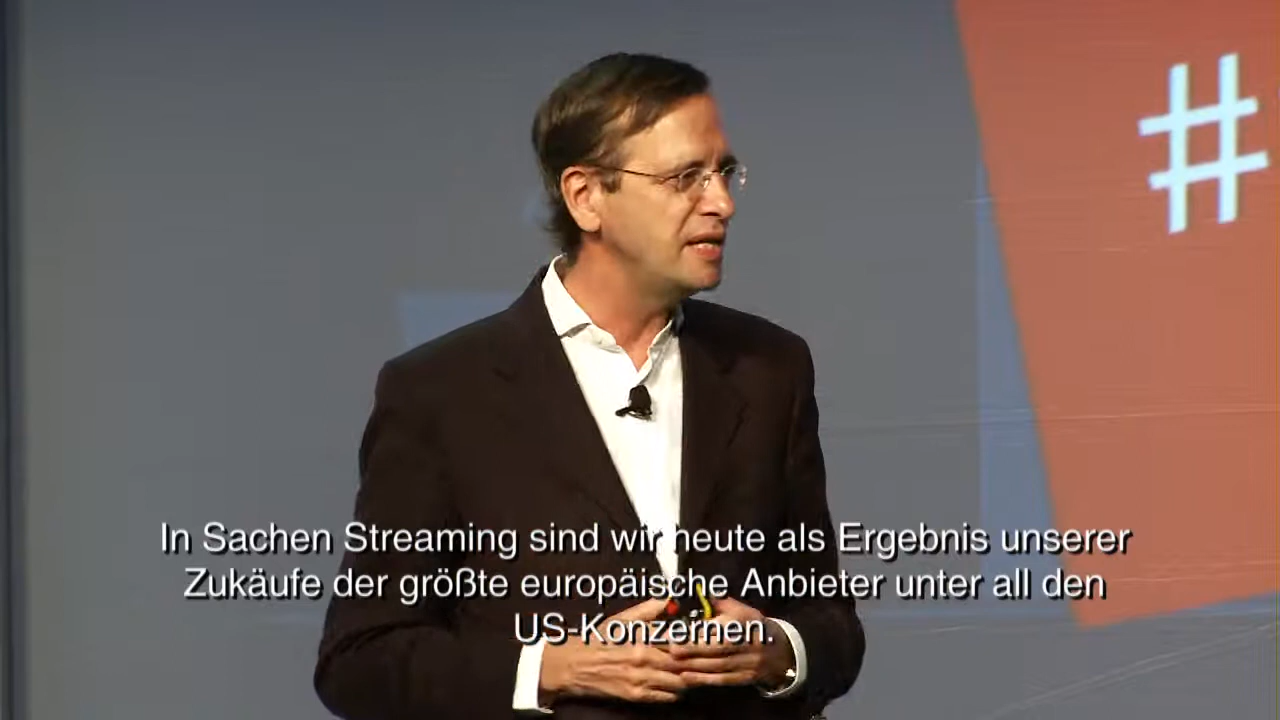 #
In Sachen Streaming sind wir heute als Ergebnis unserer
Zukäufe der größte europäische Anbieter unter all den
US-Konzernen.